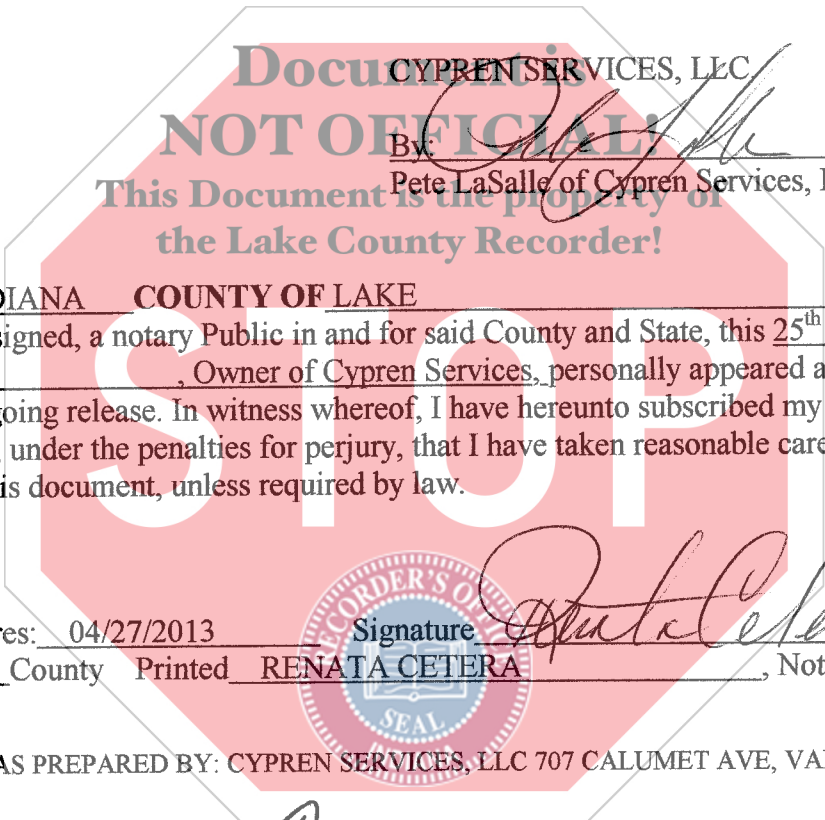 Document is
CYPREN SERVICES, LLC
NOT OFFICIAL!
By:
This Document is the property of
Pete LaSalle of Cypren Services,
the Lake County Recorder!
DIANA COUNTY OF LAKE
signed, a notary Public in and for said County and State, this 25th
, Owner of Cypren Services, personally appeared a
going release. In witness whereof, I have hereunto subscribed my
under the penalties for perjury, that I have taken reasonable care
is document, unless required by law.
STOP
RECORDER'S OFFICE
res: 04/27/2013 Signature Renata Cete
County Printed RENATA CETERA, Not
SEAL
AS PREPARED BY: CYPREN SERVICES, LLC 707 CALUMET AVE, VA